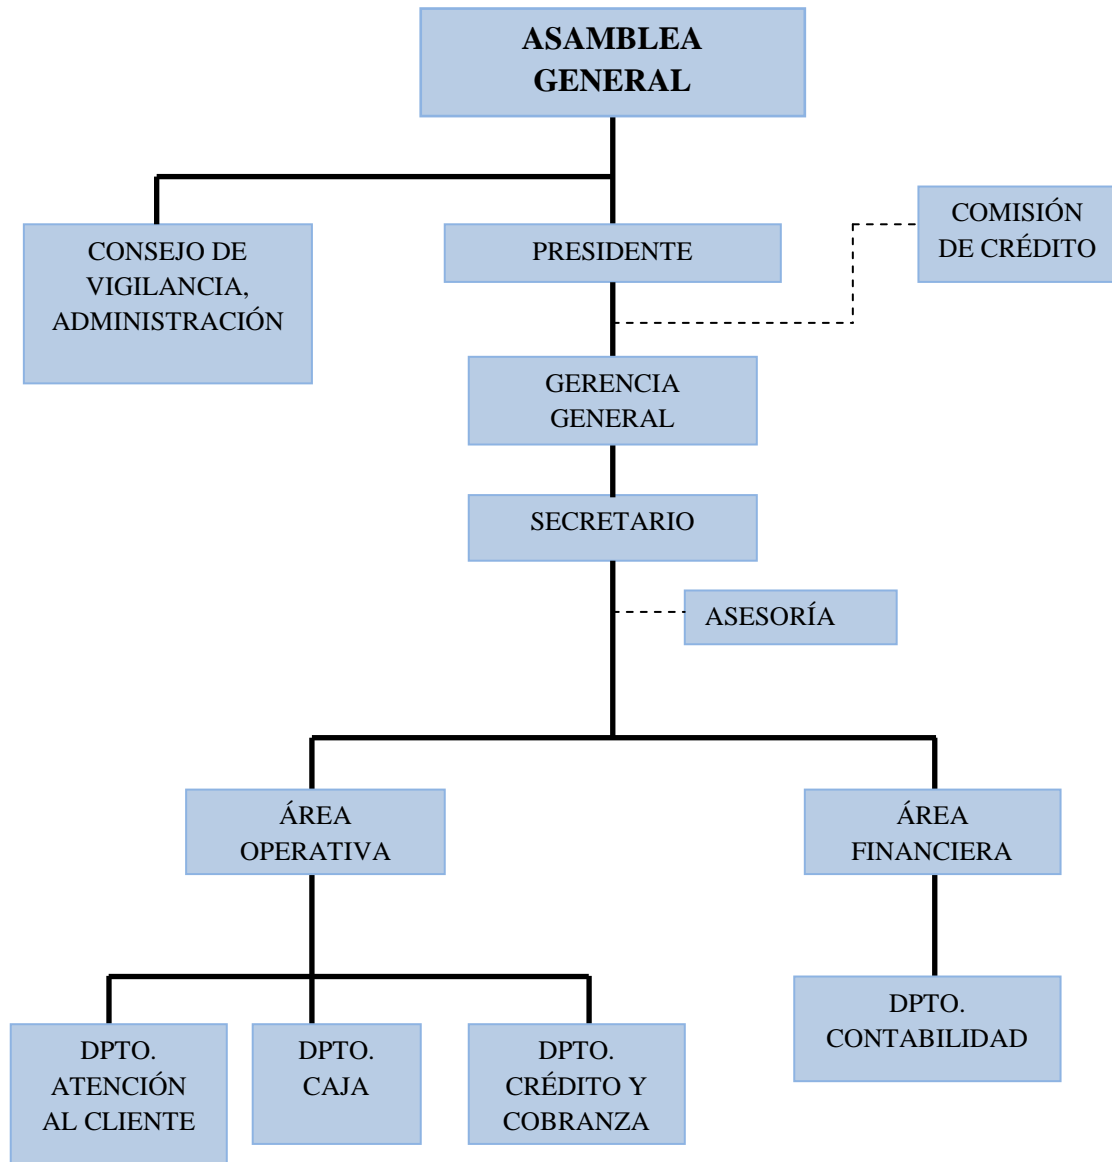 ASAMBLEA
GENERAL
CONSEJO DE
VIGILANCIA,
ADMINISTRACIÓN
PRESIDENTE
COMISIÓN
DE CRÉDITO
GERENCIA
GENERAL
SECRETARIO
ASESORÍA
ÁREA
OPERATIVA
ÁREA
FINANCIERA
DPTO.
ATENCIÓN
AL CLIENTE
DPTO.
CAJA
DPTO.
CRÉDITO Y
COBRANZA
DPTO.
CONTABILIDAD